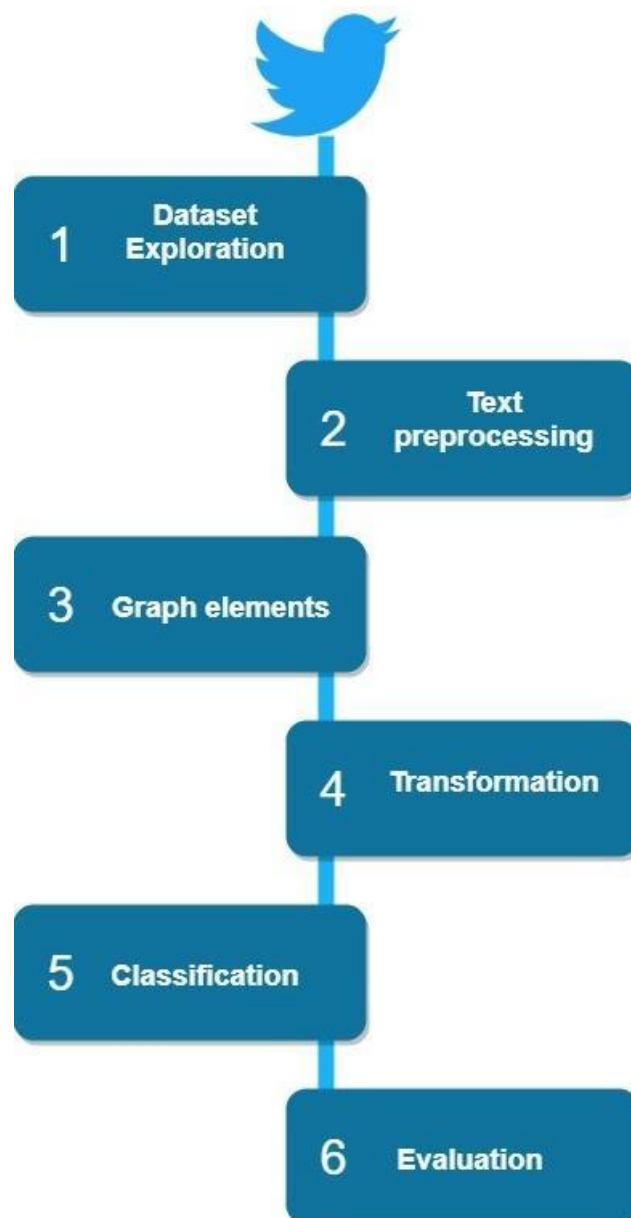 1
Dataset
Exploration
2
Text
preprocessing
3
Graph elements
4
Transformation
5
Classification
6
Evaluation